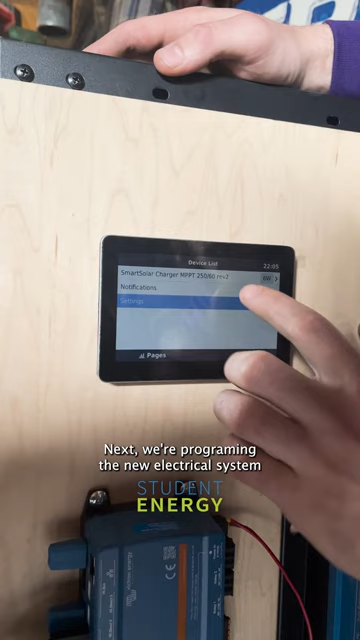 Device List
22:05
SmartSolar Charger MPPT 250/60 rev2
Notifications
Settings
Pages
Next, we're programing
the new electrical system
STUDENT
ENERGY